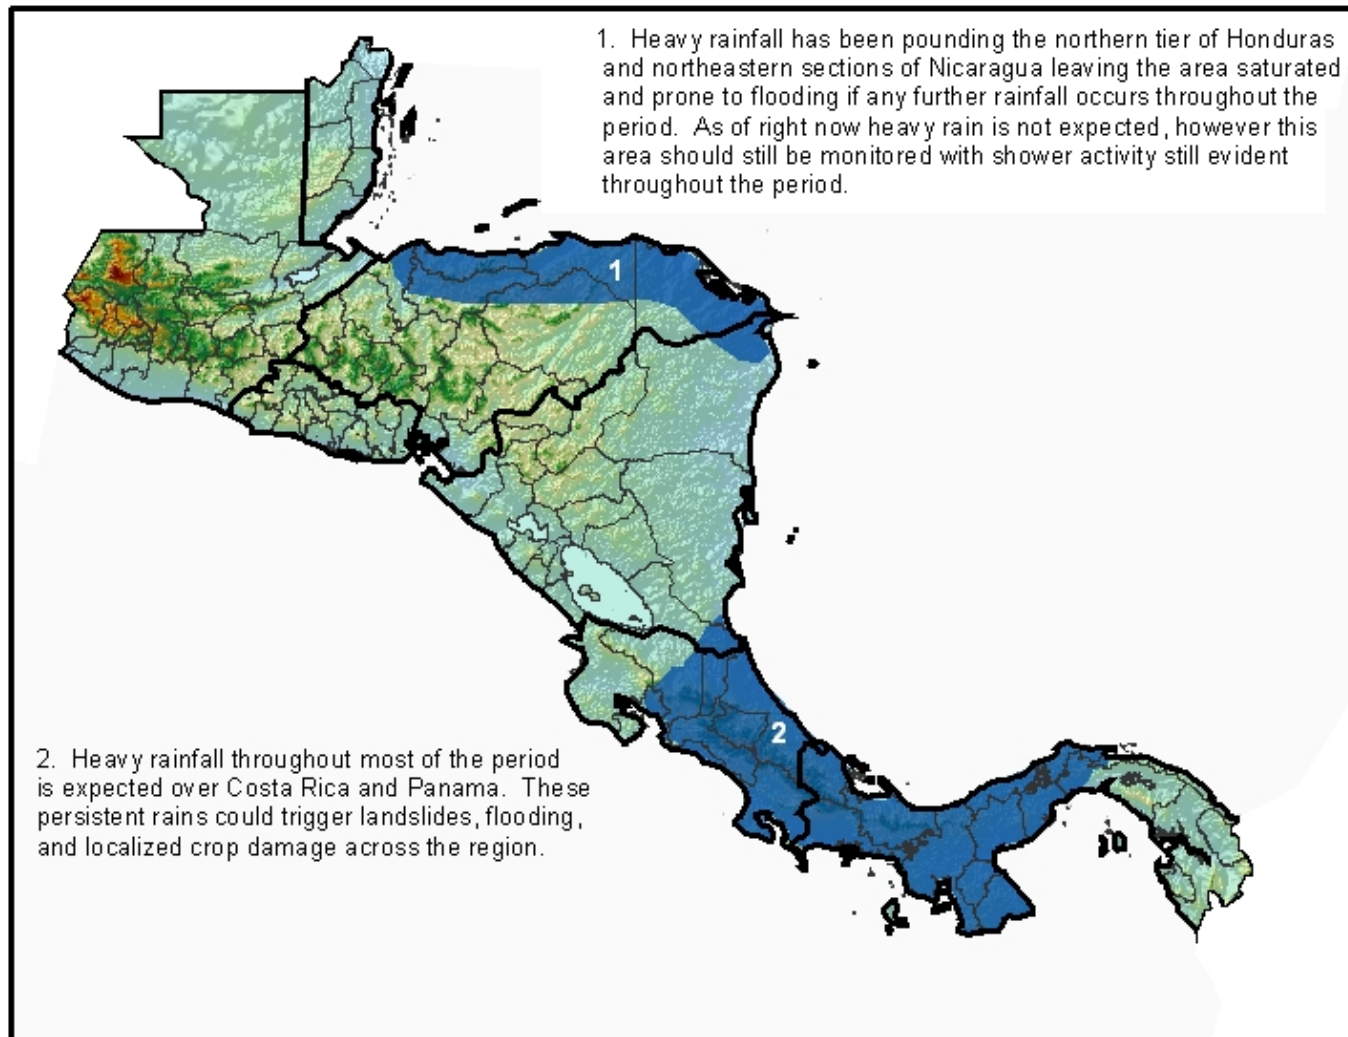 1. Heavy rainfall has been pounding the northern tier of Honduras
and northeastern sections of Nicaragua leaving the area saturated
and prone to flooding if any further rainfall occurs throughout the
period. As of right now heavy rain is not expected, however this
area should still be monitored with shower activity still evident
throughout the period.
1
2
2. Heavy rainfall throughout most of the period
is expected over Costa Rica and Panama. These
persistent rains could trigger landslides, flooding,
and localized crop damage across the region.